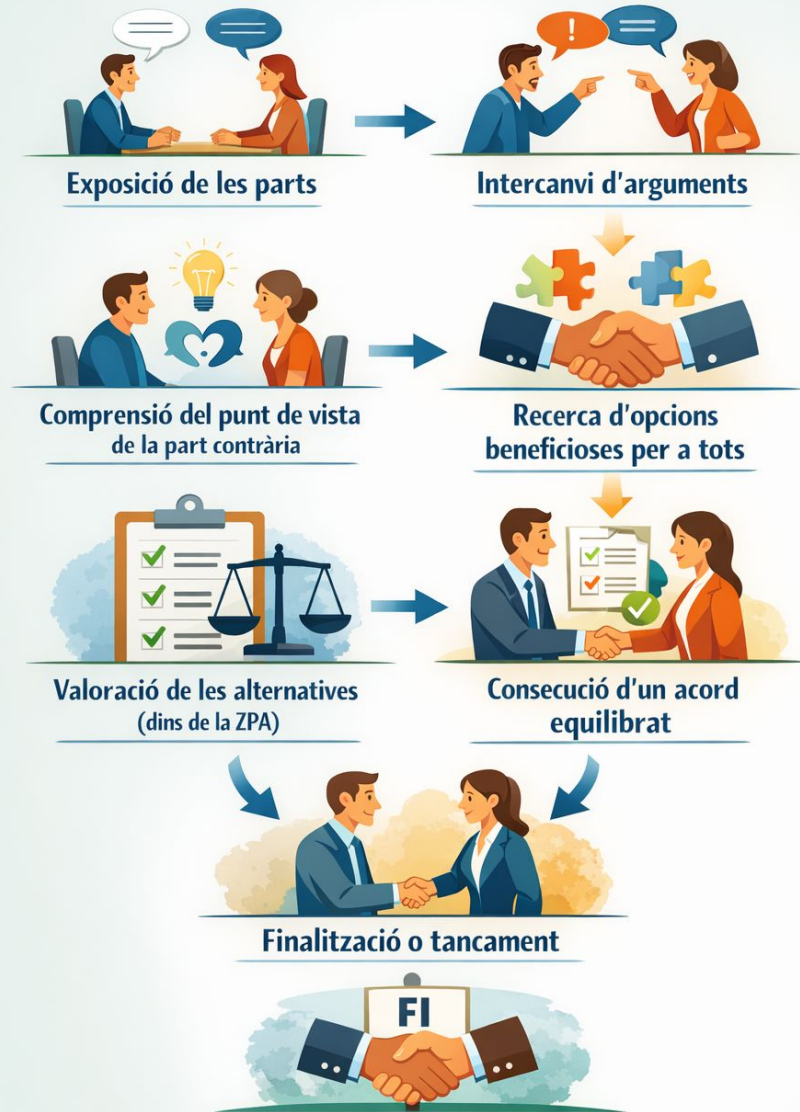 !
Exposició de les parts
Intercanvi d'arguments
Comprensió del punt de vista
de la part contrària
Recerca d'opcions
beneficioses per a tots
Valoració de les alternatives
(dins de la ZPA)
Consecució d'un acord
equilibrat
Finalització o tancament
FI